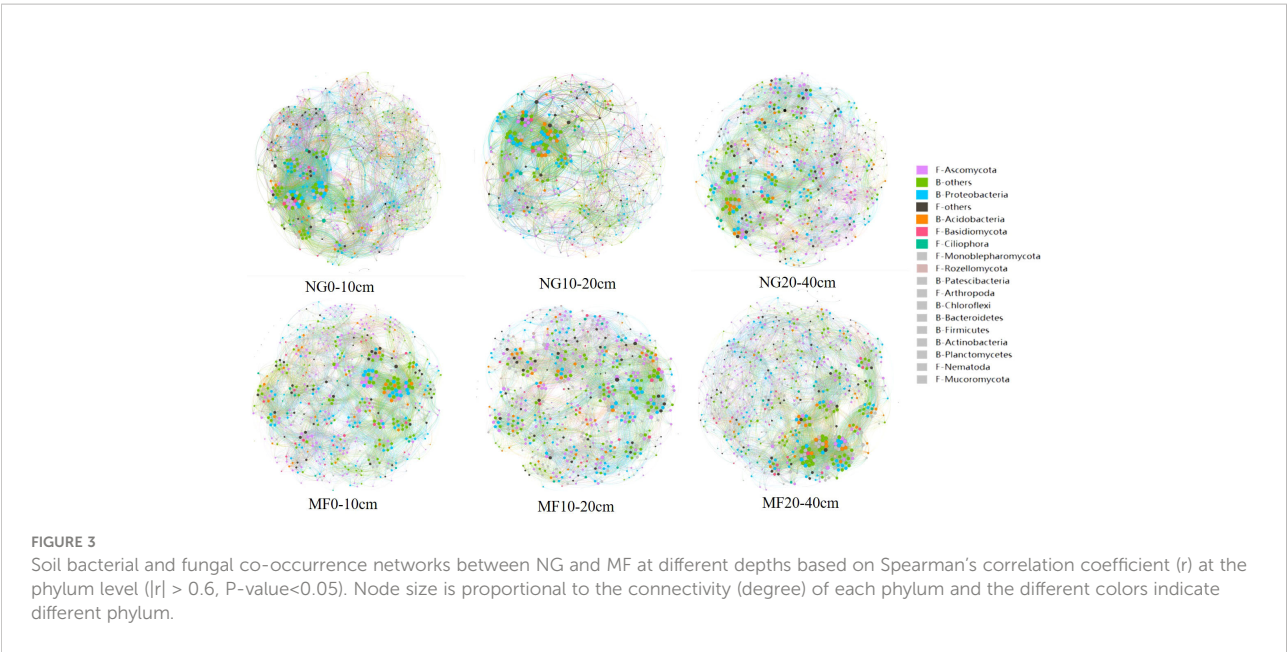 NG0-10cm
NG10-20cm
NG20-40cm
MF0-10cm
MF10-20cm
MF20-40cm
F-Ascomycota
B-others
B-Proteobacteria
F-others
B-Acidobacteria
F-Basidiomycota
F-Ciliophora
F-Monoblepharomycota
F-Rozellomycota
B-Patescibacteria
F-Arthropoda
B-Chloroflexi
B-Bacteroidetes
B-Firmicutes
B-Actinobacteria
B-Planctomycetes
F-Nematoda
F-Mucoromycota
FIGURE 3
Soil bacterial and fungal co-occurrence networks between NG and MF at different depths based on Spearman’s correlation coefficient (r) at the
phylum level (|r| > 0.6, P-value<0.05). Node size is proportional to the connectivity (degree) of each phylum and the different colors indicate
different phylum.